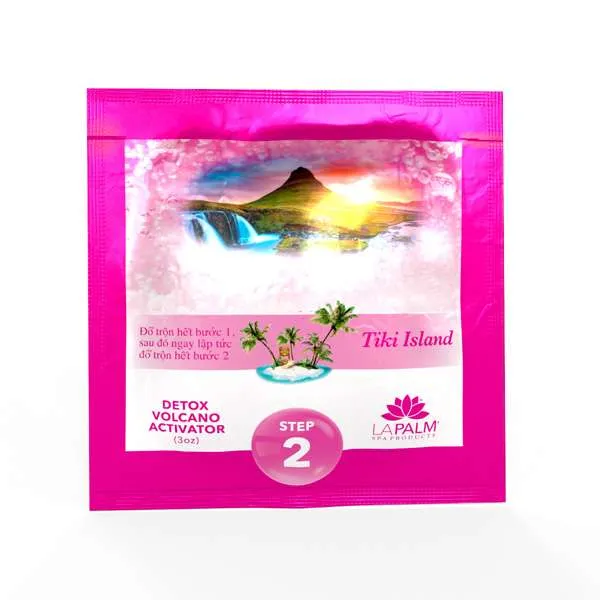 Đổ trộn hết bước 1,
sau đó ngay lập tức
đổ trộn hết bước 2
Tiki Island
DETOX
VOLCANO
ACTIVATOR
(3oz)
STEP
2
LA PALM®
SPA PRODUCTS